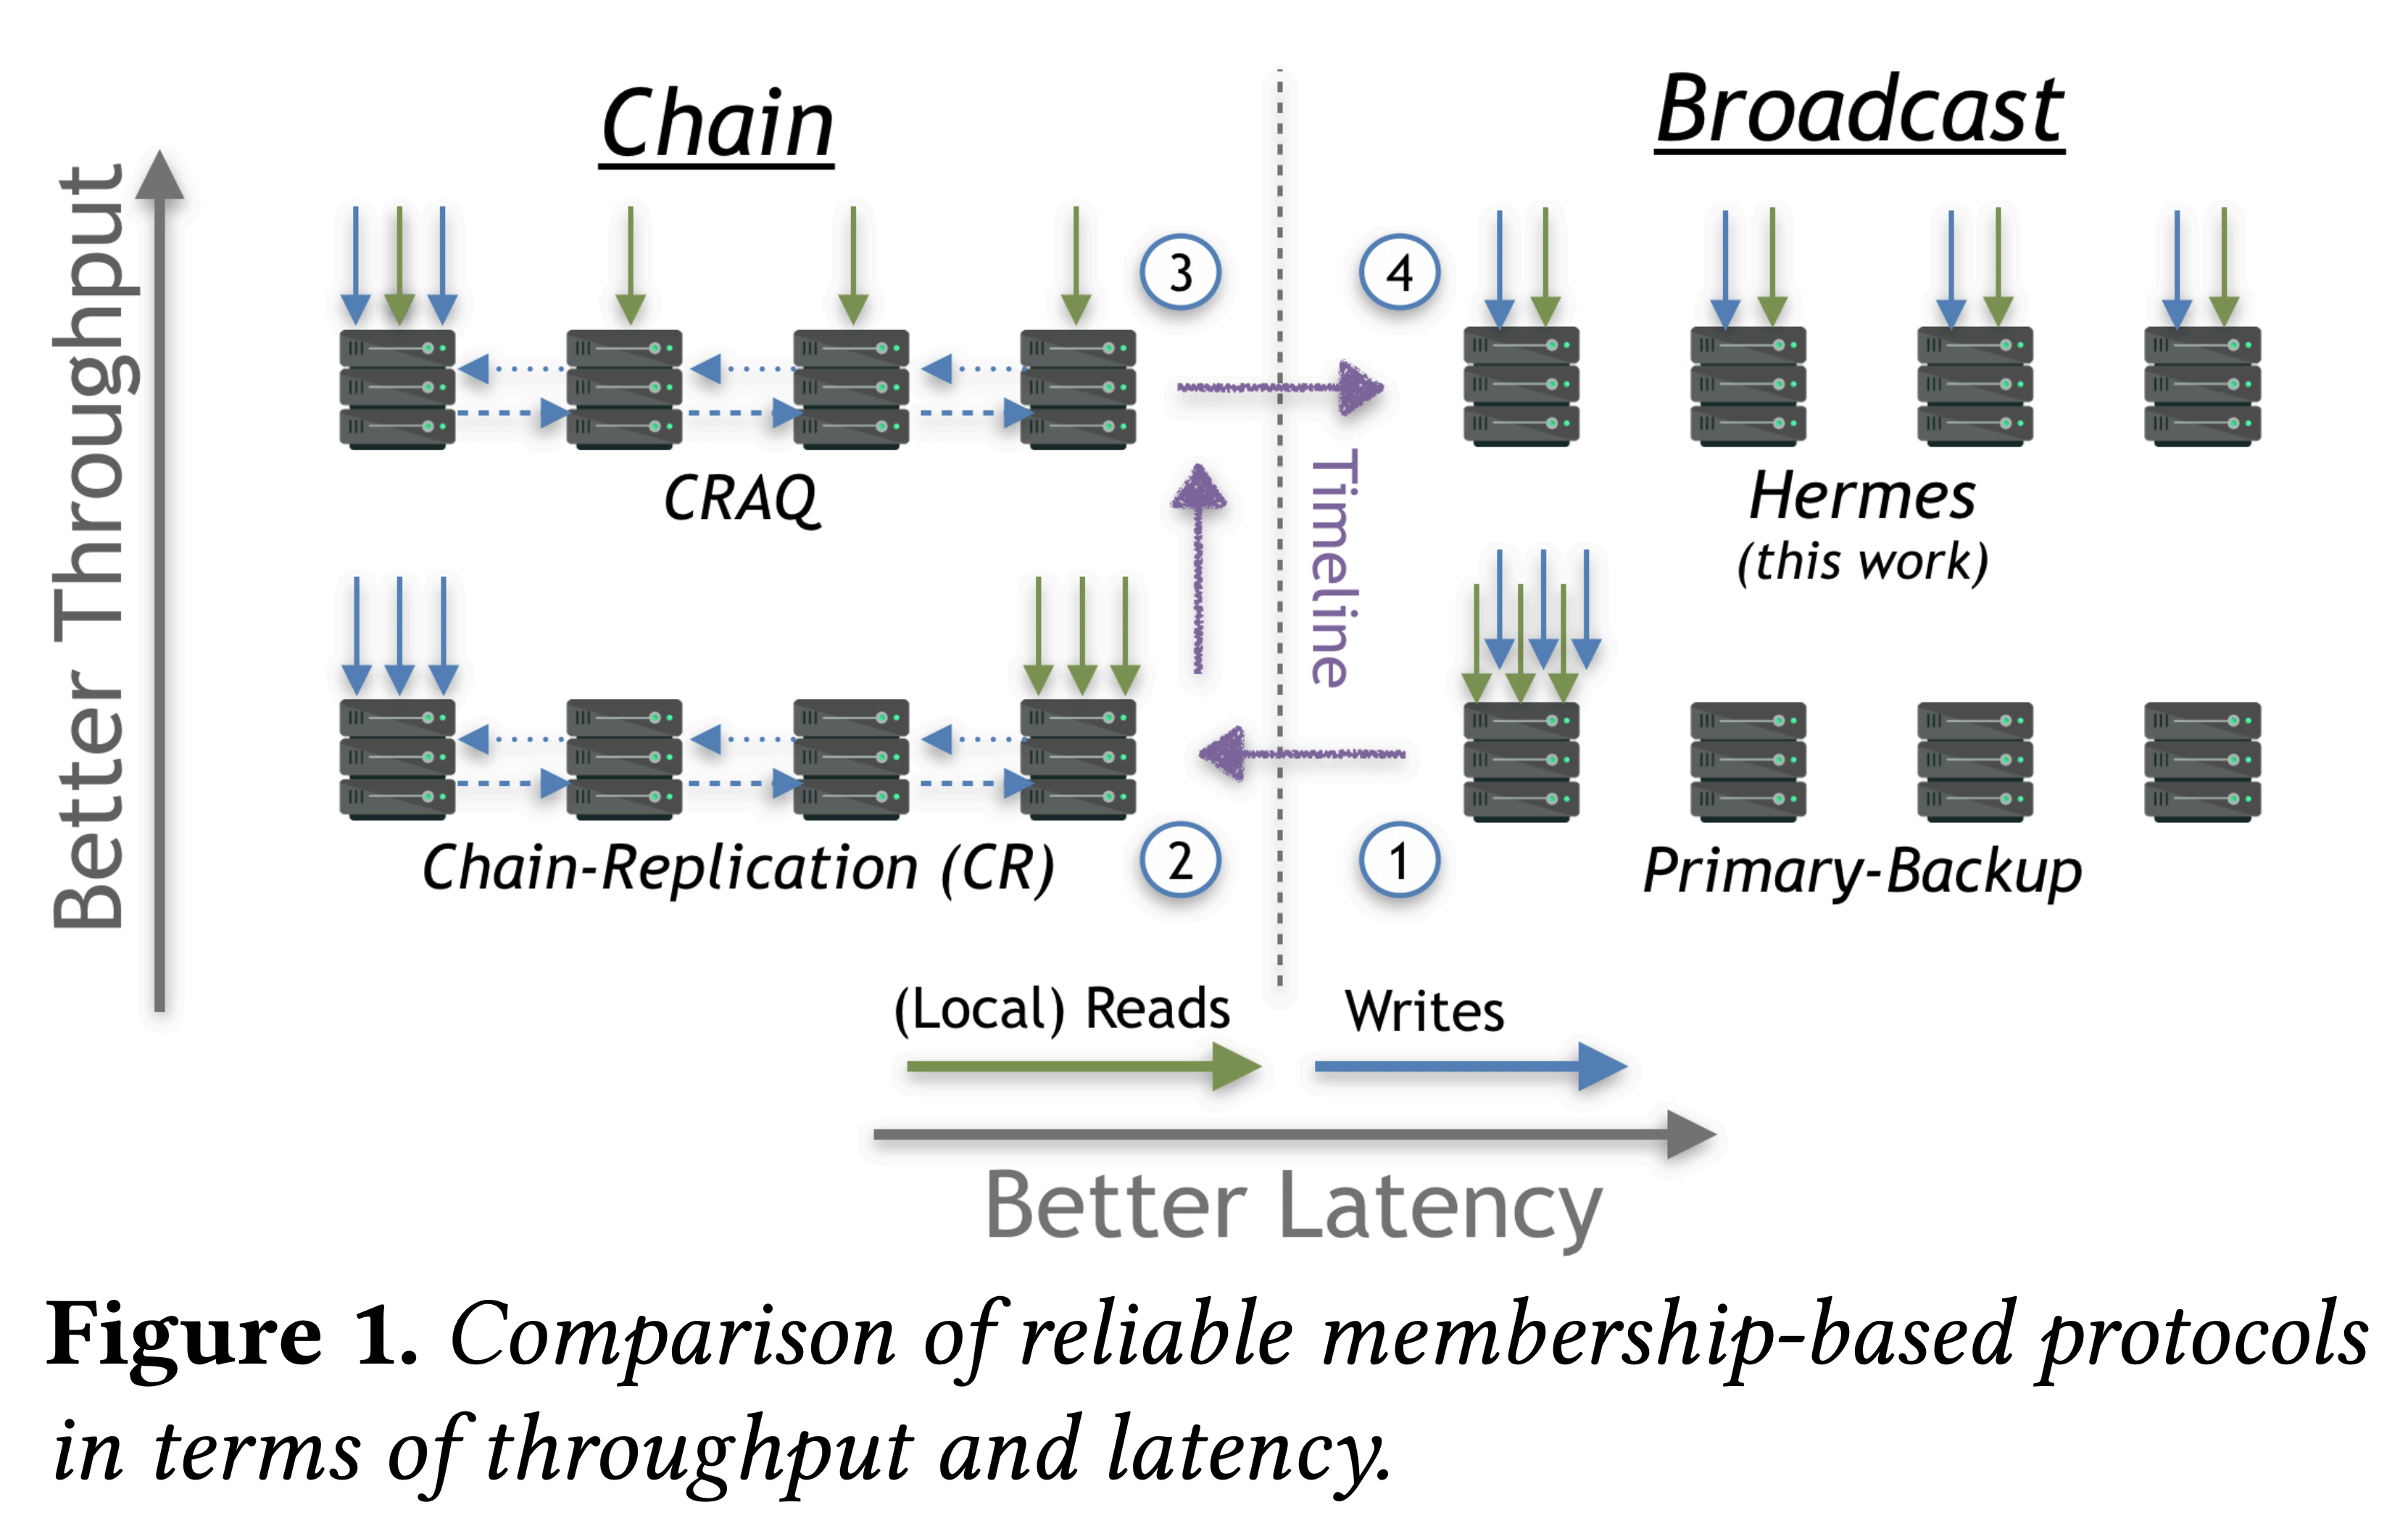 Chain
Broadcast
Better Throughput
3
4
CRAQ
Hermes
(this work)
Timeline
Chain-Replication (CR)
2
1
Primary-Backup
(Local) Reads
Writes
Better Latency
Figure 1. Comparison of reliable membership-based protocols
in terms of throughput and latency.